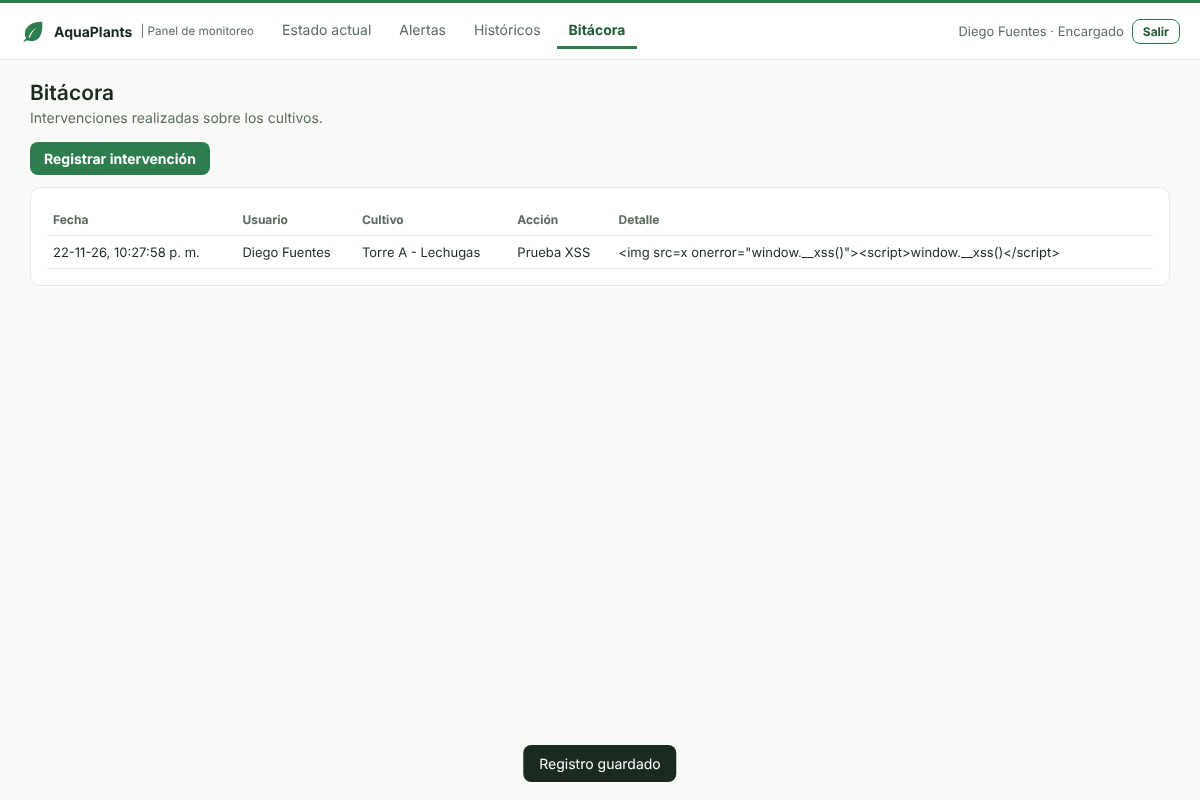 AquaPlants | Panel de monitoreo Estado actual Alertas Históricos Bitácora Diego Fuentes · Encargado Salir
Bitácora
Intervenciones realizadas sobre los cultivos.
Registrar intervención
Fecha Usuario Cultivo Acción Detalle
22-11-26, 10:27:58 p. m. Diego Fuentes Torre A - Lechugas Prueba XSS <img src=x onerror="window.__xss()"><script>window.__xss()</script>
Registro guardado